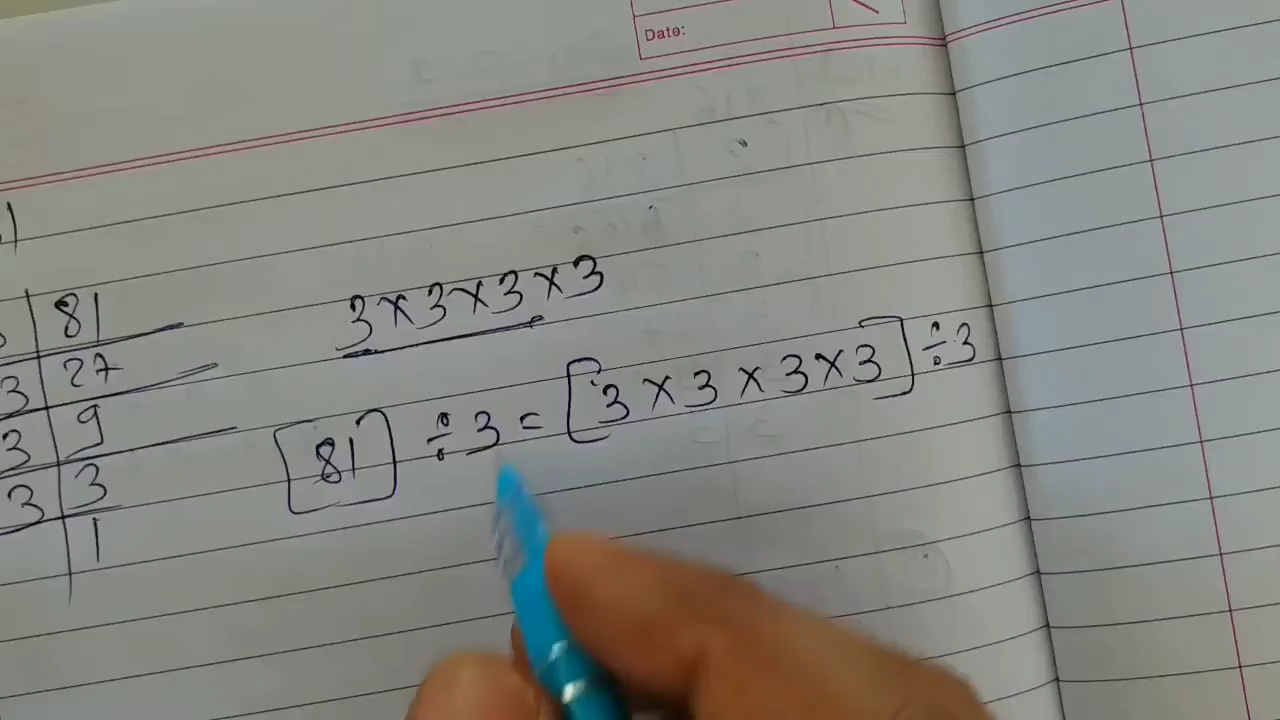 Date:
3 × 3 × 3 × 3
81
3 27
3 9
3 3
1
81 ÷ 3 = [3 × 3 × 3 × 3] ÷ 3